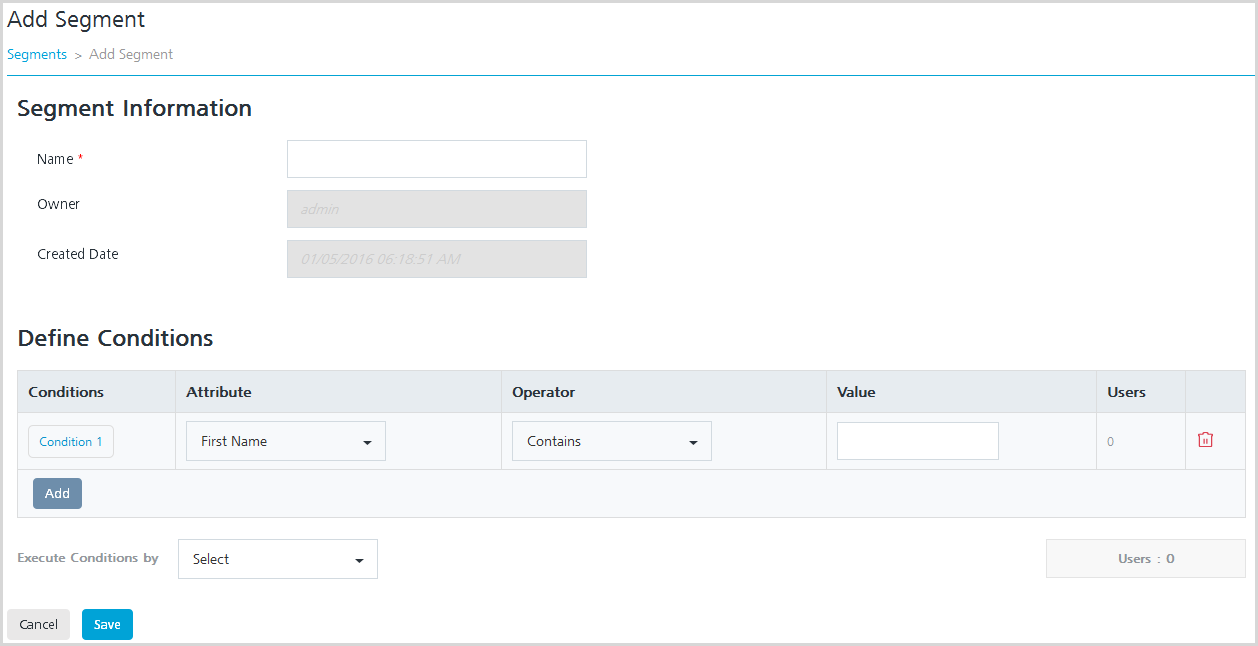 Add Segment
Segments > Add Segment
Segment Information
Name *
Owner admin
Created Date 01/05/2016 06:18:51 AM
Define Conditions
Conditions Attribute Operator Value Users
Condition 1 First Name Contains 0
Add
Execute Conditions by Select Users : 0
Cancel Save